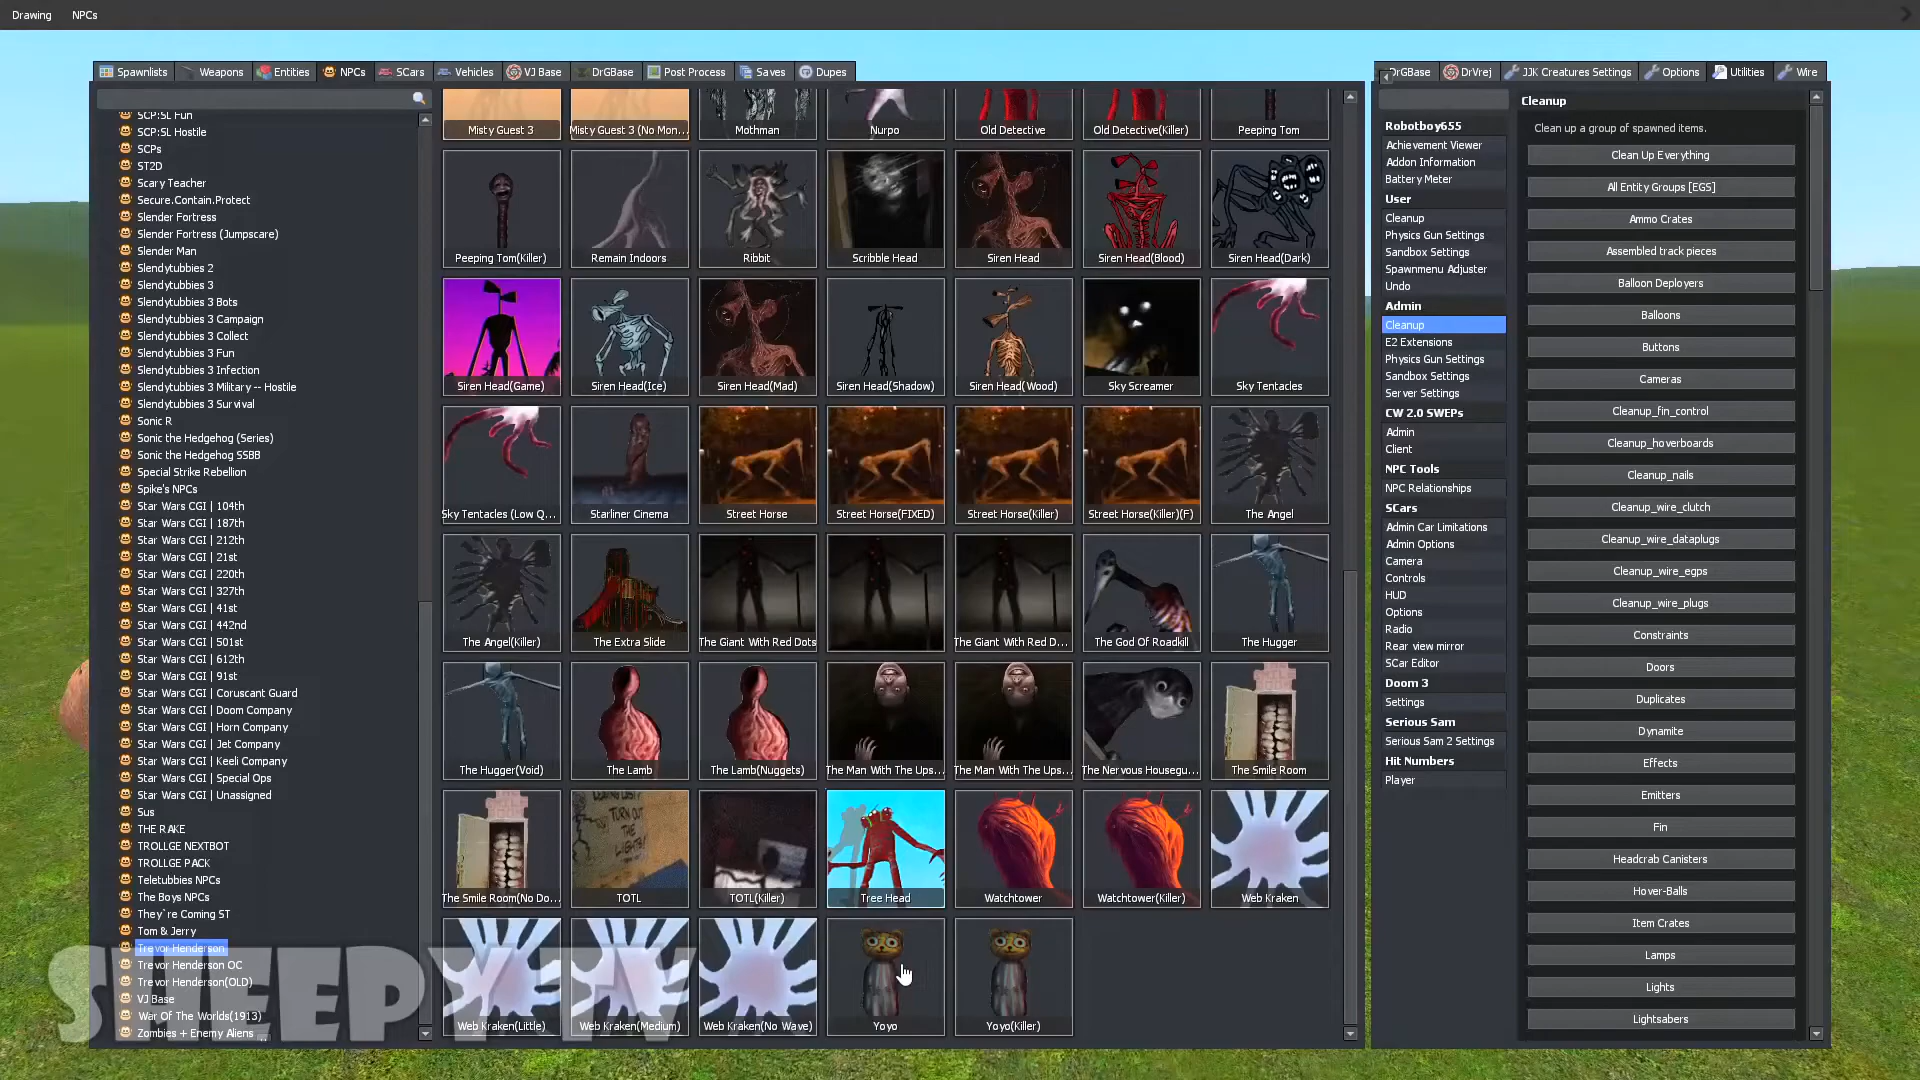 Drawing NPCs
Spawnlists Weapons Entities NPCs SCars Vehicles VJ Base DrGBase Post Process Saves Dupes
DrGBase DrVrej JJK Creatures Settings Options Utilities Wire
SCP:SL Fun
SCP:SL Hostile
SCPs
ST2D
Scary Teacher
Secure.Contain.Protect
Slender Fortress
Slender Fortress (Jumpscare)
Slender Man
Slendytubbies 2
Slendytubbies 3
Slendytubbies 3 Bots
Slendytubbies 3 Campaign
Slendytubbies 3 Collect
Slendytubbies 3 Fun
Slendytubbies 3 Infection
Slendytubbies 3 Military -- Hostile
Slendytubbies 3 Survival
Sonic R
Sonic the Hedgehog (Series)
Sonic the Hedgehog SSBB
Special Strike Rebellion
Spike's NPCs
Star Wars CGI | 104th
Star Wars CGI | 187th
Star Wars CGI | 212th
Star Wars CGI | 21st
Star Wars CGI | 220th
Star Wars CGI | 327th
Star Wars CGI | 41st
Star Wars CGI | 442nd
Star Wars CGI | 501st
Star Wars CGI | 612th
Star Wars CGI | 91st
Star Wars CGI | Coruscant Guard
Star Wars CGI | Doom Company
Star Wars CGI | Horn Company
Star Wars CGI | Jet Company
Star Wars CGI | Keeli Company
Star Wars CGI | Special Ops
Star Wars CGI | Unassigned
Sus
THE RAKE
TROLLGE NEXTBOT
TROLLGE PACK
Teletubbies NPCs
The Boys NPCs
They`re Coming ST
Tom & Jerry
Trevor Henderson
Trevor Henderson OC
Trevor Henderson(OLD)
VJ Base
War Of The Worlds(1913)
Zombies + Enemy Aliens
SHEEPY TV
Misty Guest 3 Misty Guest 3 (No Mon... Mothman Nurpo Old Detective Old Detective(Killer) Peeping Tom
Peeping Tom(Killer) Remain Indoors Ribbit Scribble Head Siren Head Siren Head(Blood) Siren Head(Dark)
Siren Head(Game) Siren Head(Ice) Siren Head(Mad) Siren Head(Shadow) Siren Head(Wood) Sky Screamer Sky Tentacles
Sky Tentacles (Low Q... Starliner Cinema Street Horse Street Horse(FIXED) Street Horse(Killer) Street Horse(Killer)(F) The Angel
The Angel(Killer) The Extra Slide The Giant With Red Dots The Giant With Red D... The God Of Roadkill The Hugger
The Hugger(Void) The Lamb The Lamb(Nuggets) The Man With The Ups... The Man With The Ups... The Nervous Housegu... The Smile Room
TURN OUT
THE
LIGHTS
The Smile Room(No Do... TOTL TOTL(Killer) Tree Head Watchtower Watchtower(Killer) Web Kraken
Web Kraken(Little) Web Kraken(Medium) Web Kraken(No Wave) Yoyo Yoyo(Killer)
Robotboy655
Achievement Viewer
Addon Information
Battery Meter
User
Cleanup
Physics Gun Settings
Sandbox Settings
Spawnmenu Adjuster
Undo
Admin
Cleanup
E2 Extensions
Physics Gun Settings
Sandbox Settings
Server Settings
CW 2.0 SWEPs
Admin
Client
NPC Tools
NPC Relationships
SCars
Admin Car Limitations
Admin Options
Camera
Controls
HUD
Options
Radio
Rear view mirror
SCar Editor
Doom 3
Settings
Serious Sam
Serious Sam 2 Settings
Hit Numbers
Player
Cleanup
Clean up a group of spawned items.
Clean Up Everything
All Entity Groups [EGS]
Ammo Crates
Assembled track pieces
Balloon Deployers
Balloons
Buttons
Cameras
Cleanup_fin_control
Cleanup_hoverboards
Cleanup_nails
Cleanup_wire_clutch
Cleanup_wire_dataplugs
Cleanup_wire_egps
Cleanup_wire_plugs
Constraints
Doors
Duplicates
Dynamite
Effects
Emitters
Fin
Headcrab Canisters
Hover-Balls
Item Crates
Lamps
Lights
Lightsabers